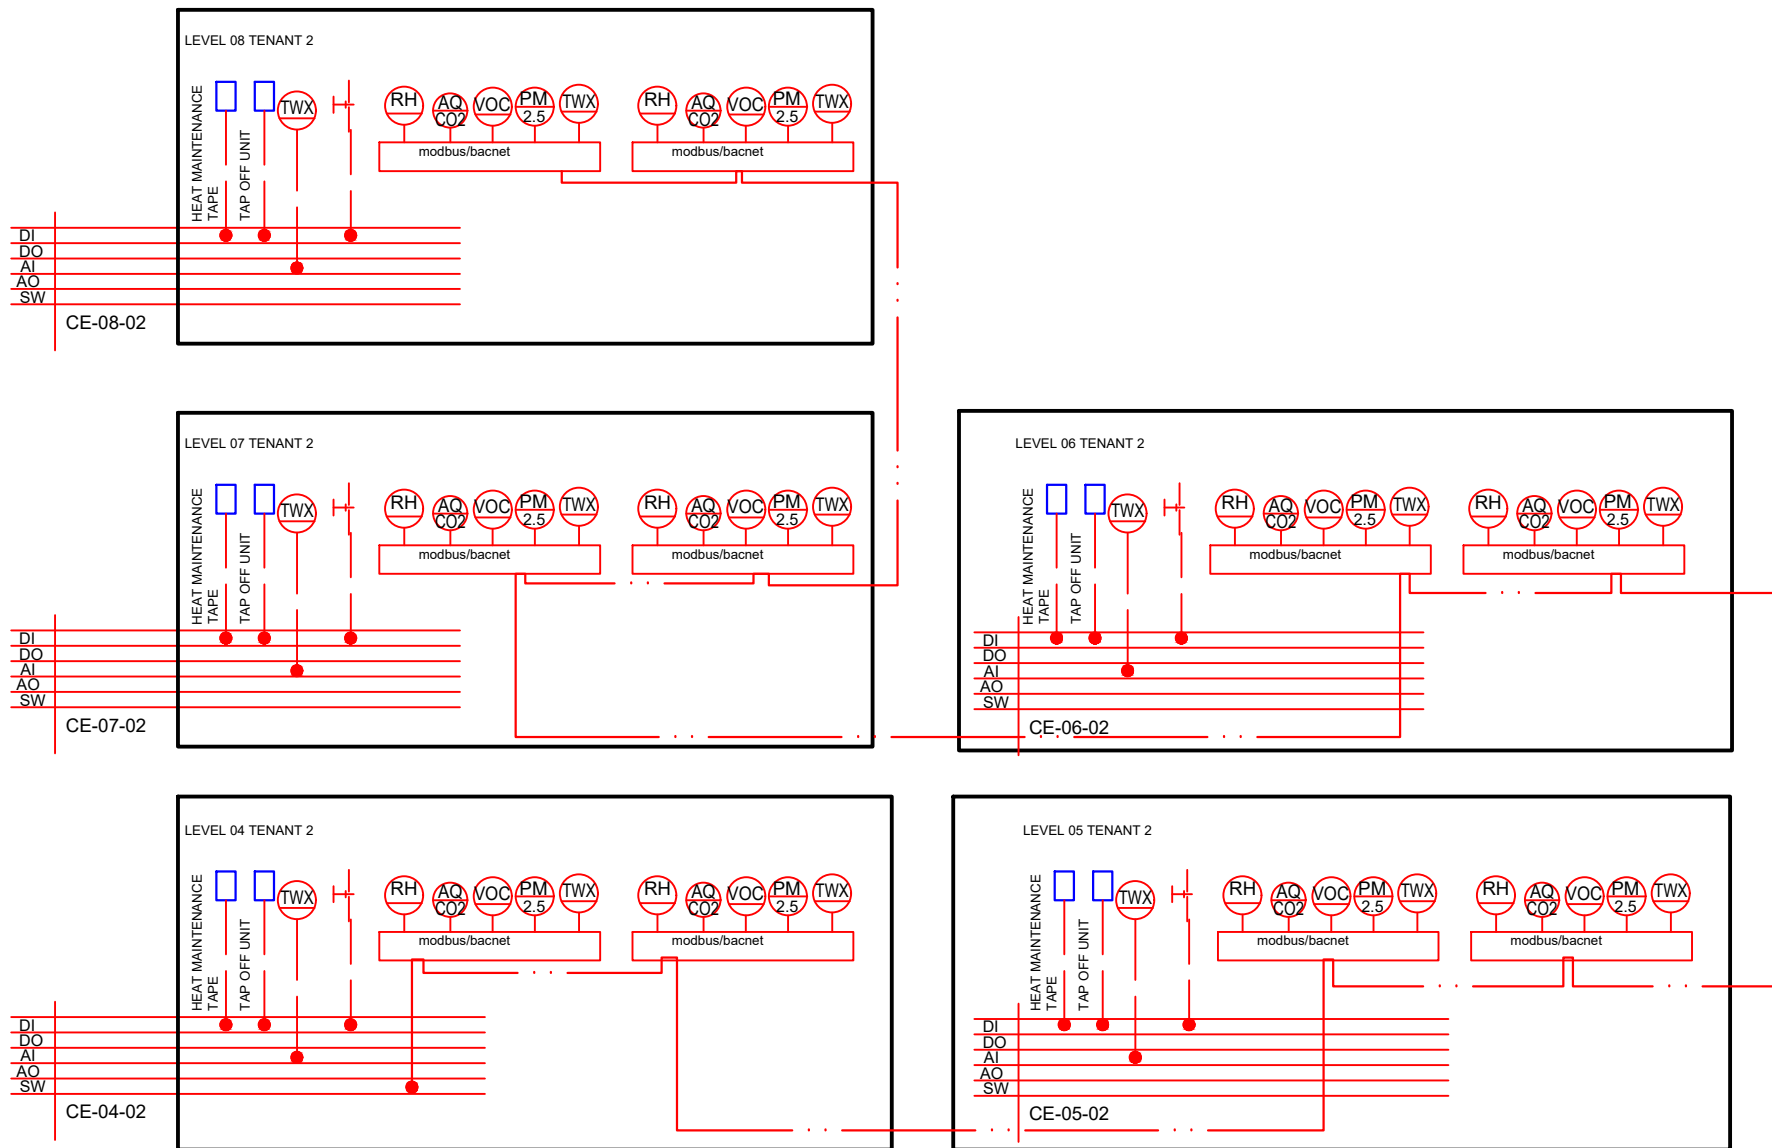 LEVEL 08 TENANT 2
HEAT MAINTENANCE
TAPE
TAP OFF UNIT
TWX
RH
AQ
CO2
VOC
PM
2.5
TWX
modbus/bacnet
RH
AQ
CO2
VOC
PM
2.5
TWX
modbus/bacnet
DI
DO
AI
AO
SW
CE-08-02
LEVEL 07 TENANT 2
HEAT MAINTENANCE
TAPE
TAP OFF UNIT
TWX
RH
AQ
CO2
VOC
PM
2.5
TWX
modbus/bacnet
RH
AQ
CO2
VOC
PM
2.5
TWX
modbus/bacnet
DI
DO
AI
AO
SW
CE-07-02
LEVEL 06 TENANT 2
HEAT MAINTENANCE
TAPE
TAP OFF UNIT
TWX
RH
AQ
CO2
VOC
PM
2.5
TWX
modbus/bacnet
RH
AQ
CO2
VOC
PM
2.5
TWX
modbus/bacnet
DI
DO
AI
AO
SW
CE-06-02
LEVEL 04 TENANT 2
HEAT MAINTENANCE
TAPE
TAP OFF UNIT
TWX
RH
AQ
CO2
VOC
PM
2.5
TWX
modbus/bacnet
RH
AQ
CO2
VOC
PM
2.5
TWX
modbus/bacnet
DI
DO
AI
AO
SW
CE-04-02
LEVEL 05 TENANT 2
HEAT MAINTENANCE
TAPE
TAP OFF UNIT
TWX
RH
AQ
CO2
VOC
PM
2.5
TWX
modbus/bacnet
RH
AQ
CO2
VOC
PM
2.5
TWX
modbus/bacnet
DI
DO
AI
AO
SW
CE-05-02